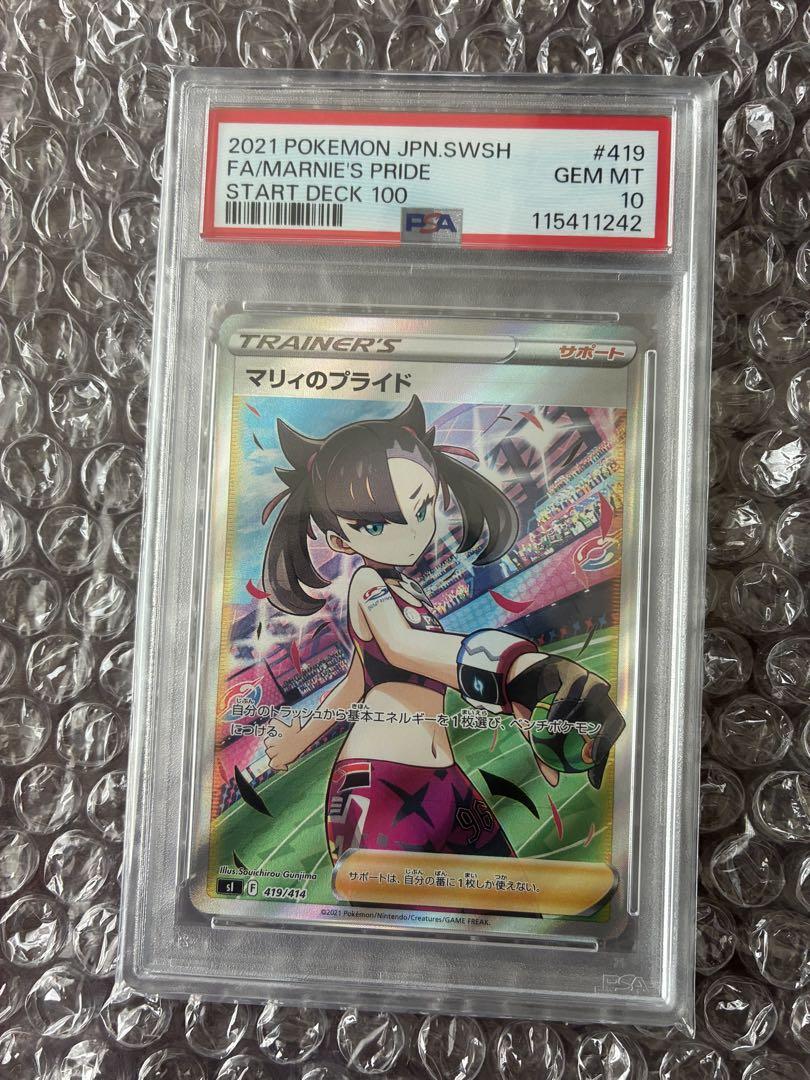 2021 POKEMON JPN.SWSH #419
FA/MARNIE'S PRIDE GEM MT
START DECK 100 10
PSA 115411242
TRAINER'S サポート
マリィのプライド
自分のトラッシュから基本エネルギーを1枚選び、ベンチポケモン
につける。
96
Illus.Souichirou Gunjima
sI F 419/414
サポートは、自分の番に1枚しか使えない。
©2021 Pokémon/Nintendo/Creatures/GAME FREAK.
PSA